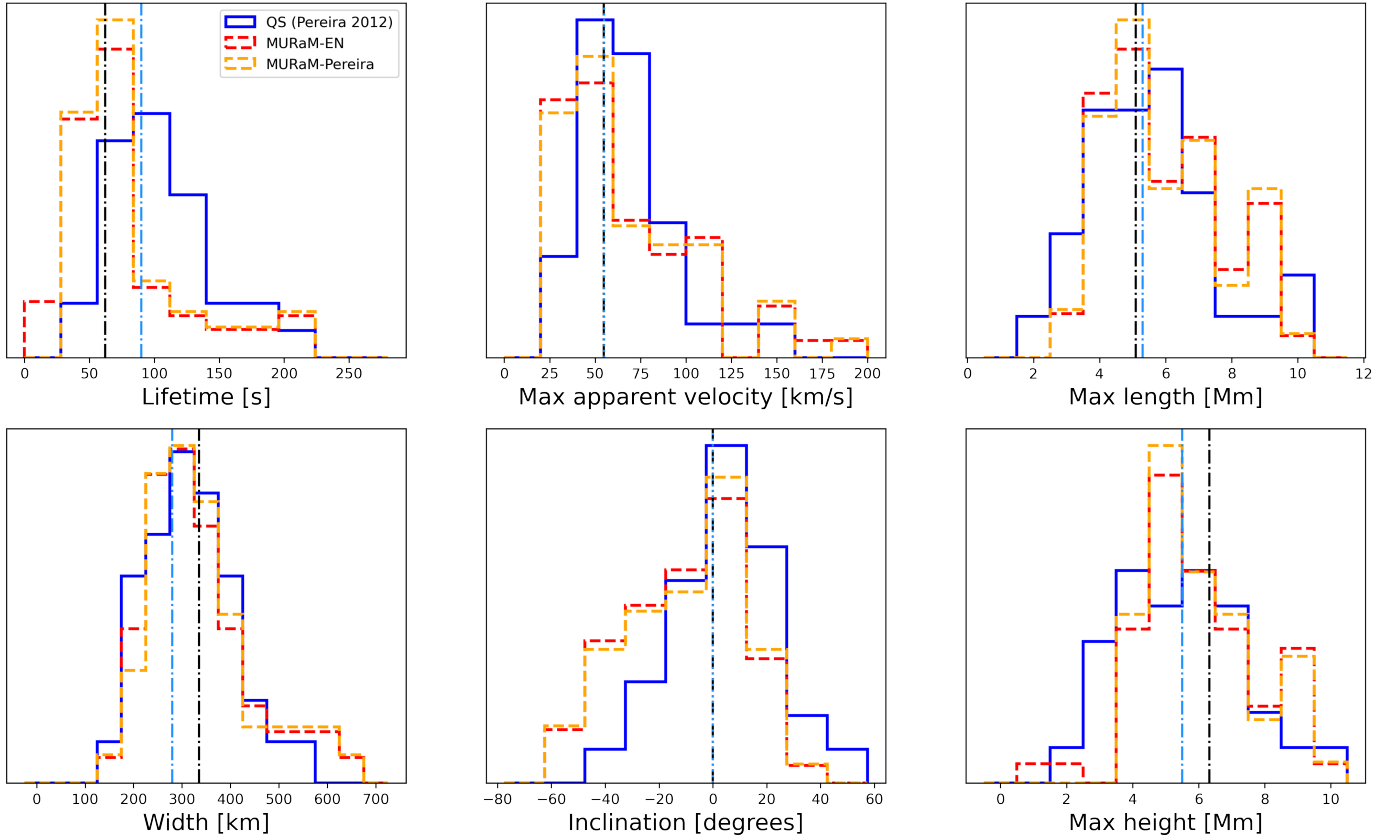 QS (Pereira 2012)
MURaM-EN
MURaM-Pereira
0 50 100 150 200 250
Lifetime [s]
0 25 50 75 100 125 150 175 200
Max apparent velocity [km/s]
0 2 4 6 8 10 12
Max length [Mm]
0 100 200 300 400 500 600 700
Width [km]
−80 −60 −40 −20 0 20 40 60
Inclination [degrees]
0 2 4 6 8 10
Max height [Mm]